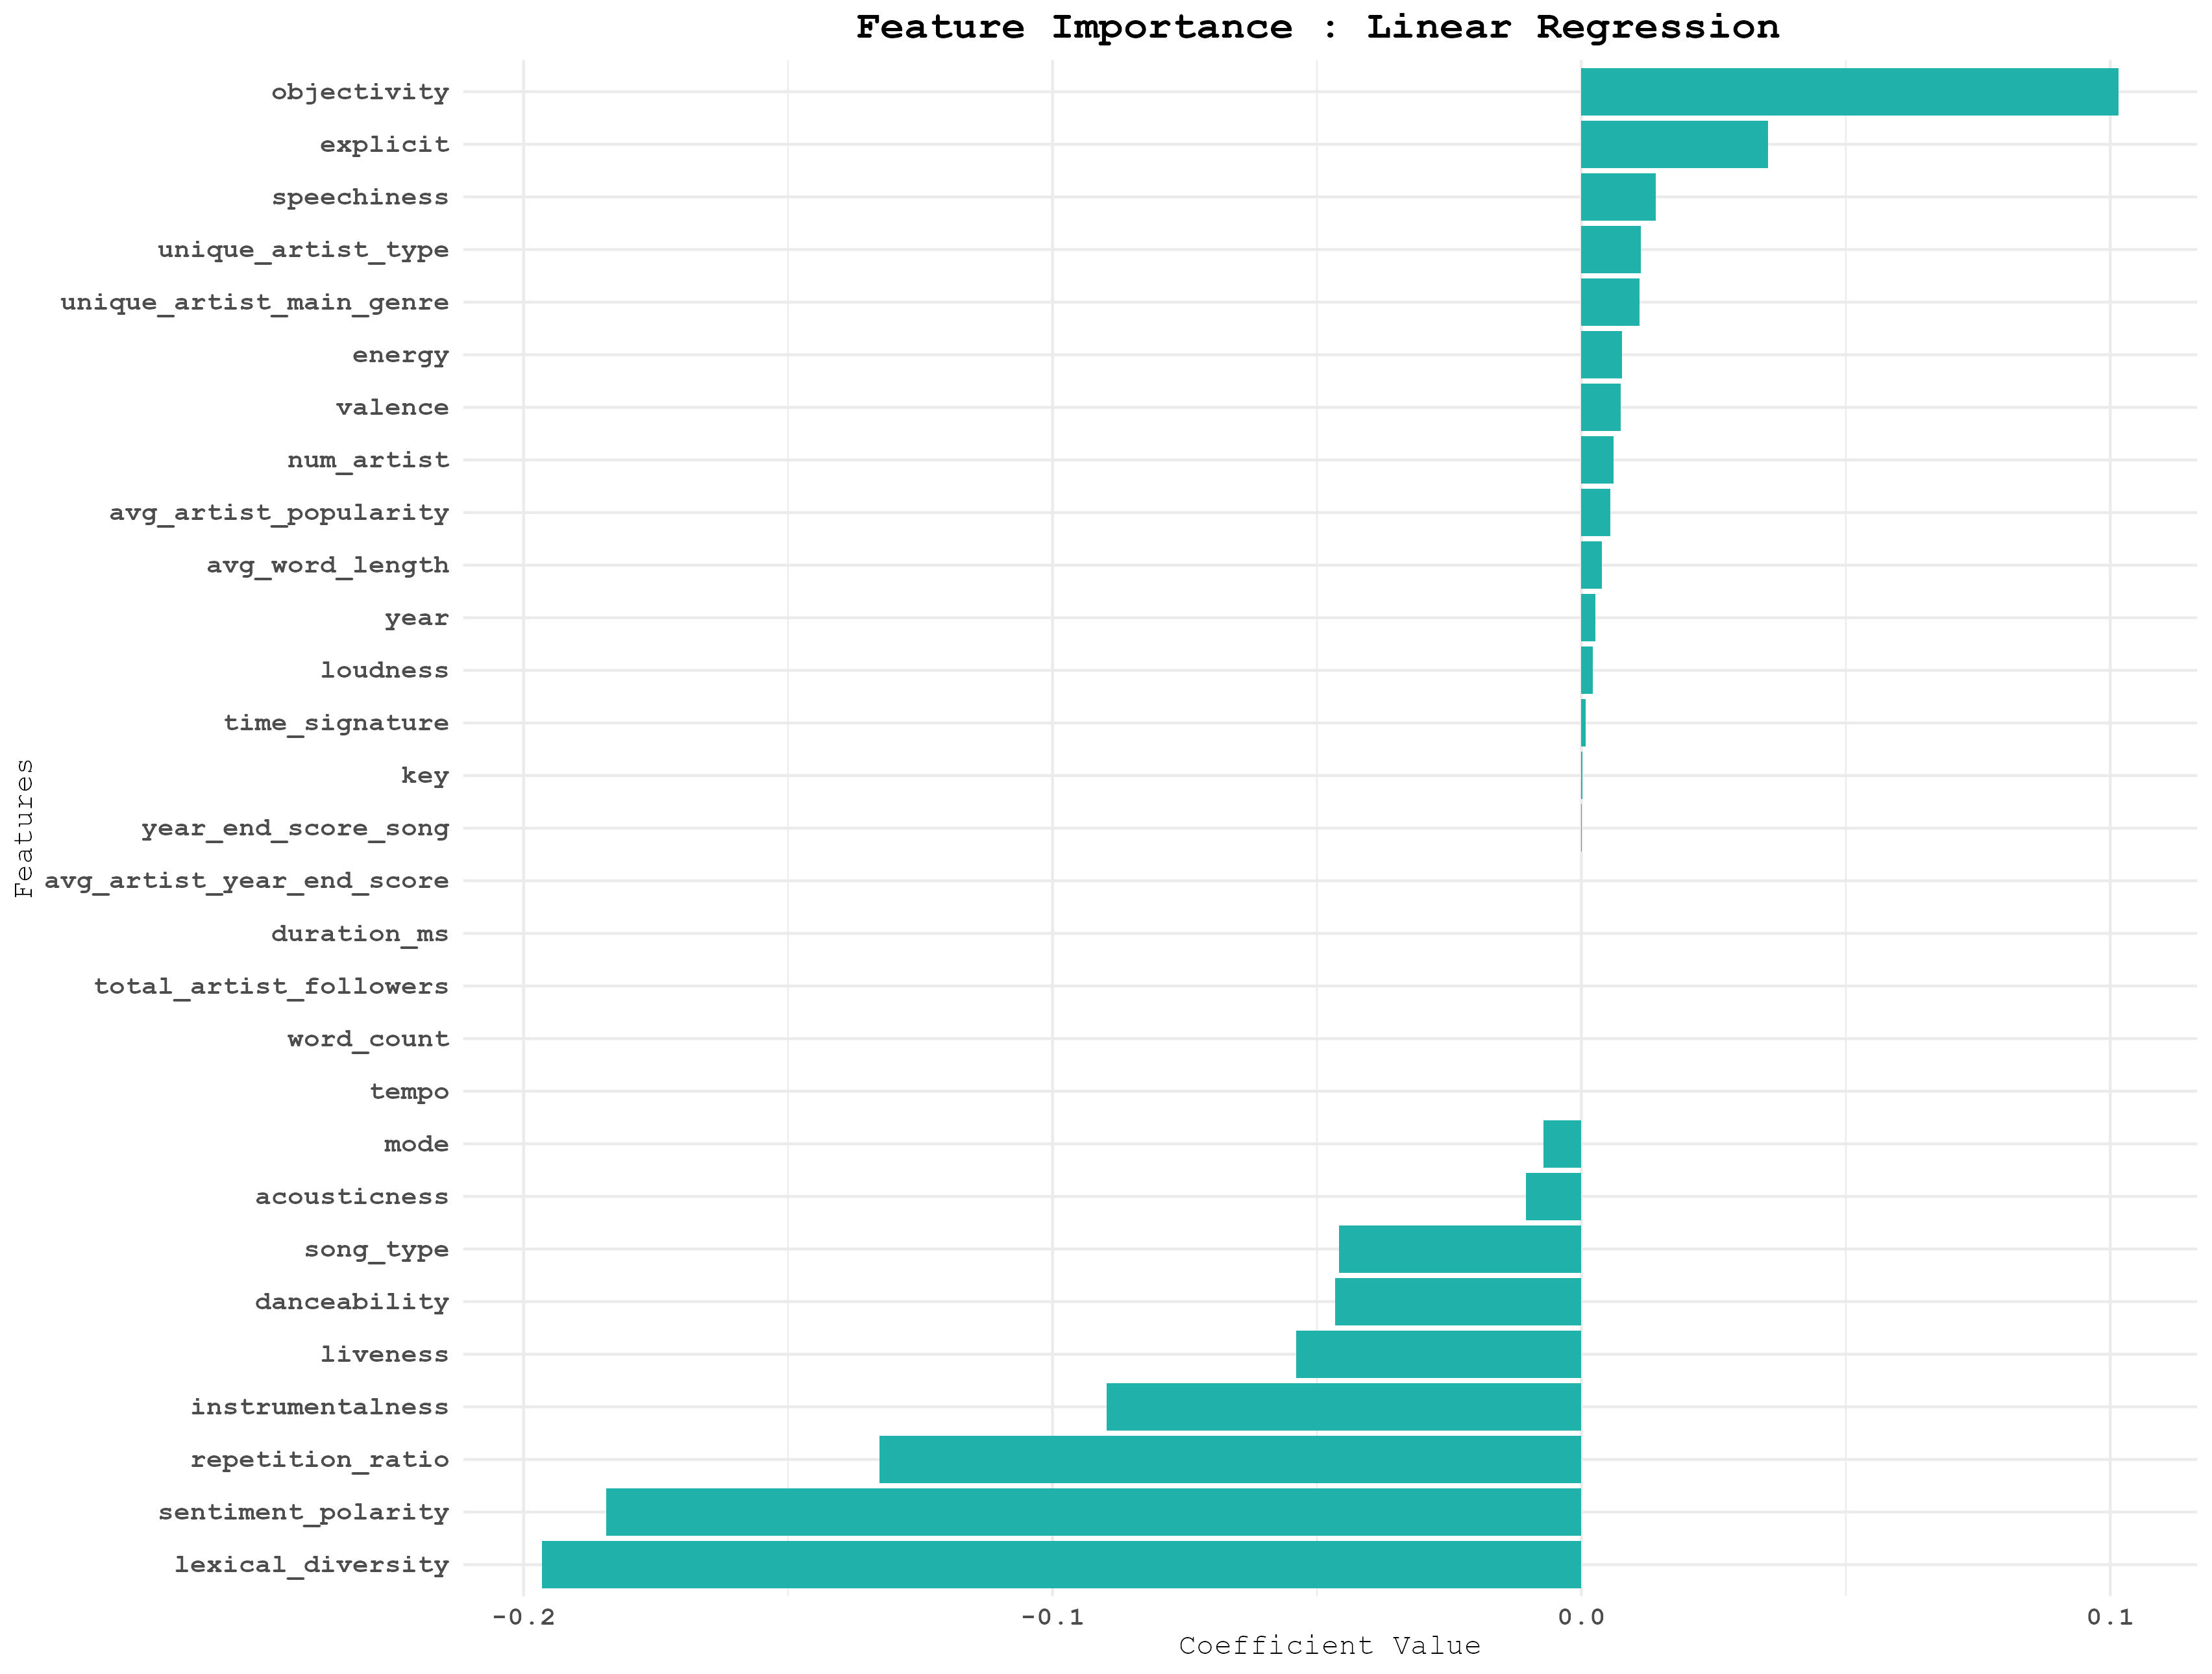 Feature Importance : Linear Regression
objectivity
explicit
speechiness
unique_artist_type
unique_artist_main_genre
energy
valence
num_artist
avg_artist_popularity
avg_word_length
year
loudness
time_signature
key
year_end_score_song
avg_artist_year_end_score
duration_ms
total_artist_followers
word_count
tempo
mode
acousticness
song_type
danceability
liveness
instrumentalness
repetition_ratio
sentiment_polarity
lexical_diversity
Features
-0.2 -0.1 0.0 0.1
Coefficient Value